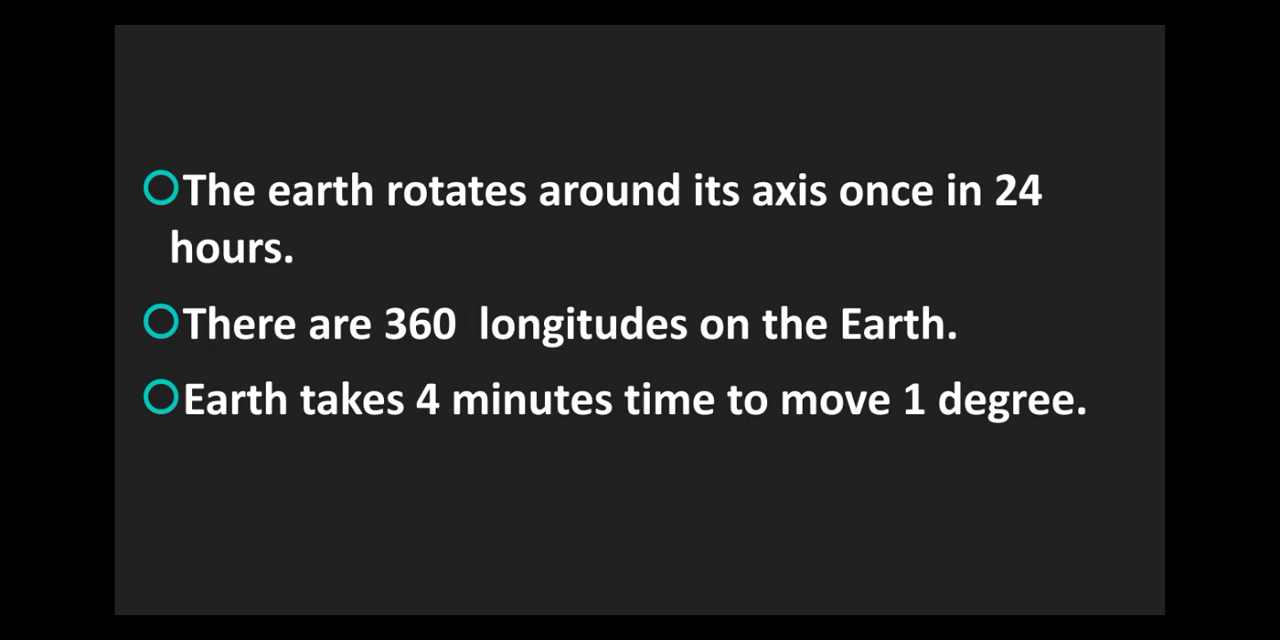 The earth rotates around its axis once in 24
hours.
There are 360  longitudes on the Earth.
Earth takes 4 minutes time to move 1 degree.